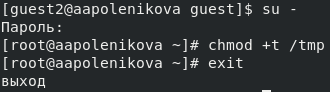 [guest2@aapolenikova guest]$ su -
Пароль:
[root@aapolenikova ~]# chmod +t /tmp
[root@aapolenikova ~]# exit
выход